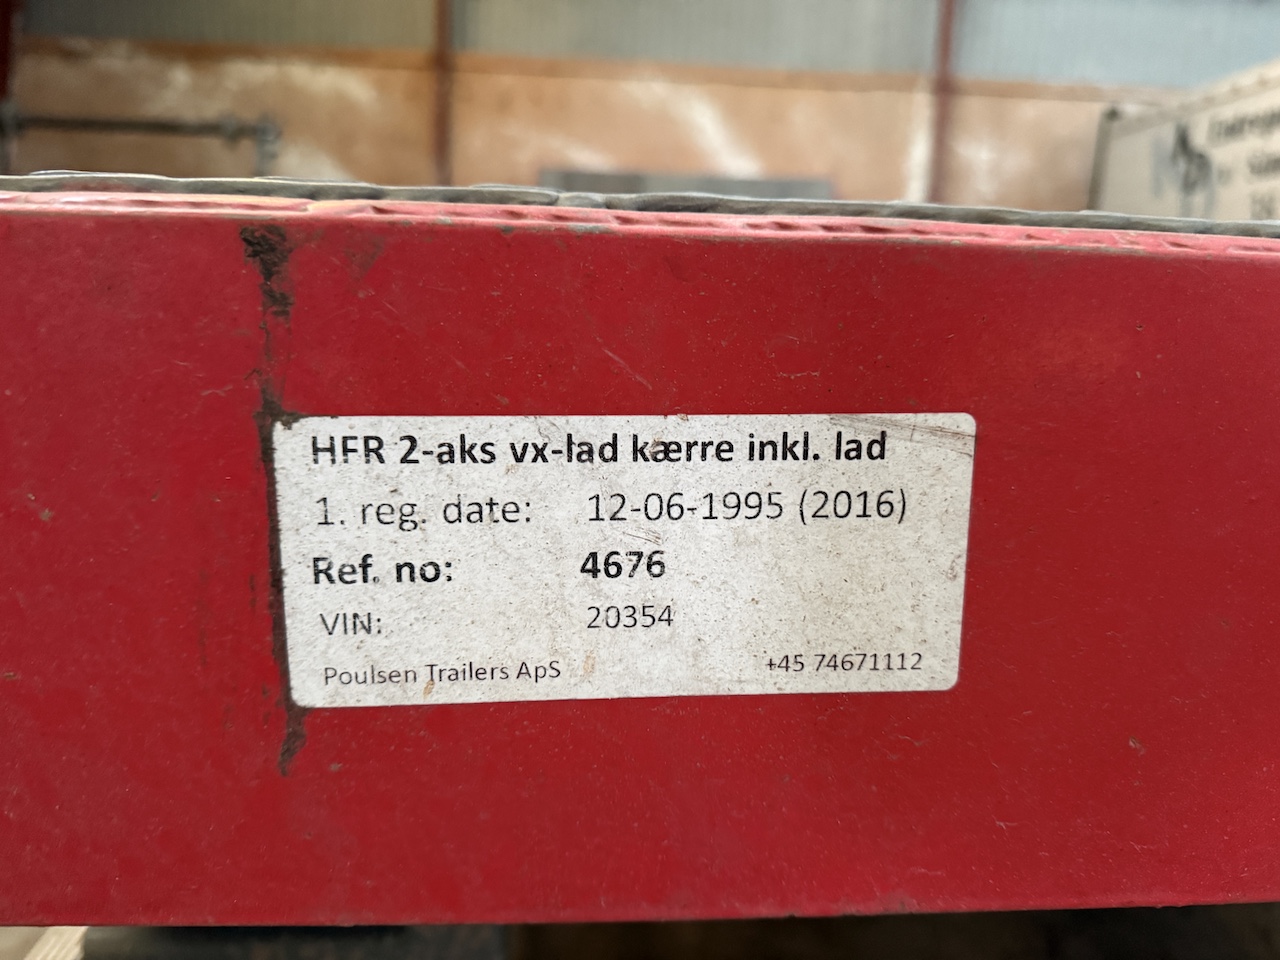 HFR 2-aks vx-lad kærre inkl. lad
1. reg. date: 12-06-1995 (2016)
Ref. no: 4676
VIN: 20354
Poulsen Trailers ApS +45 74671112